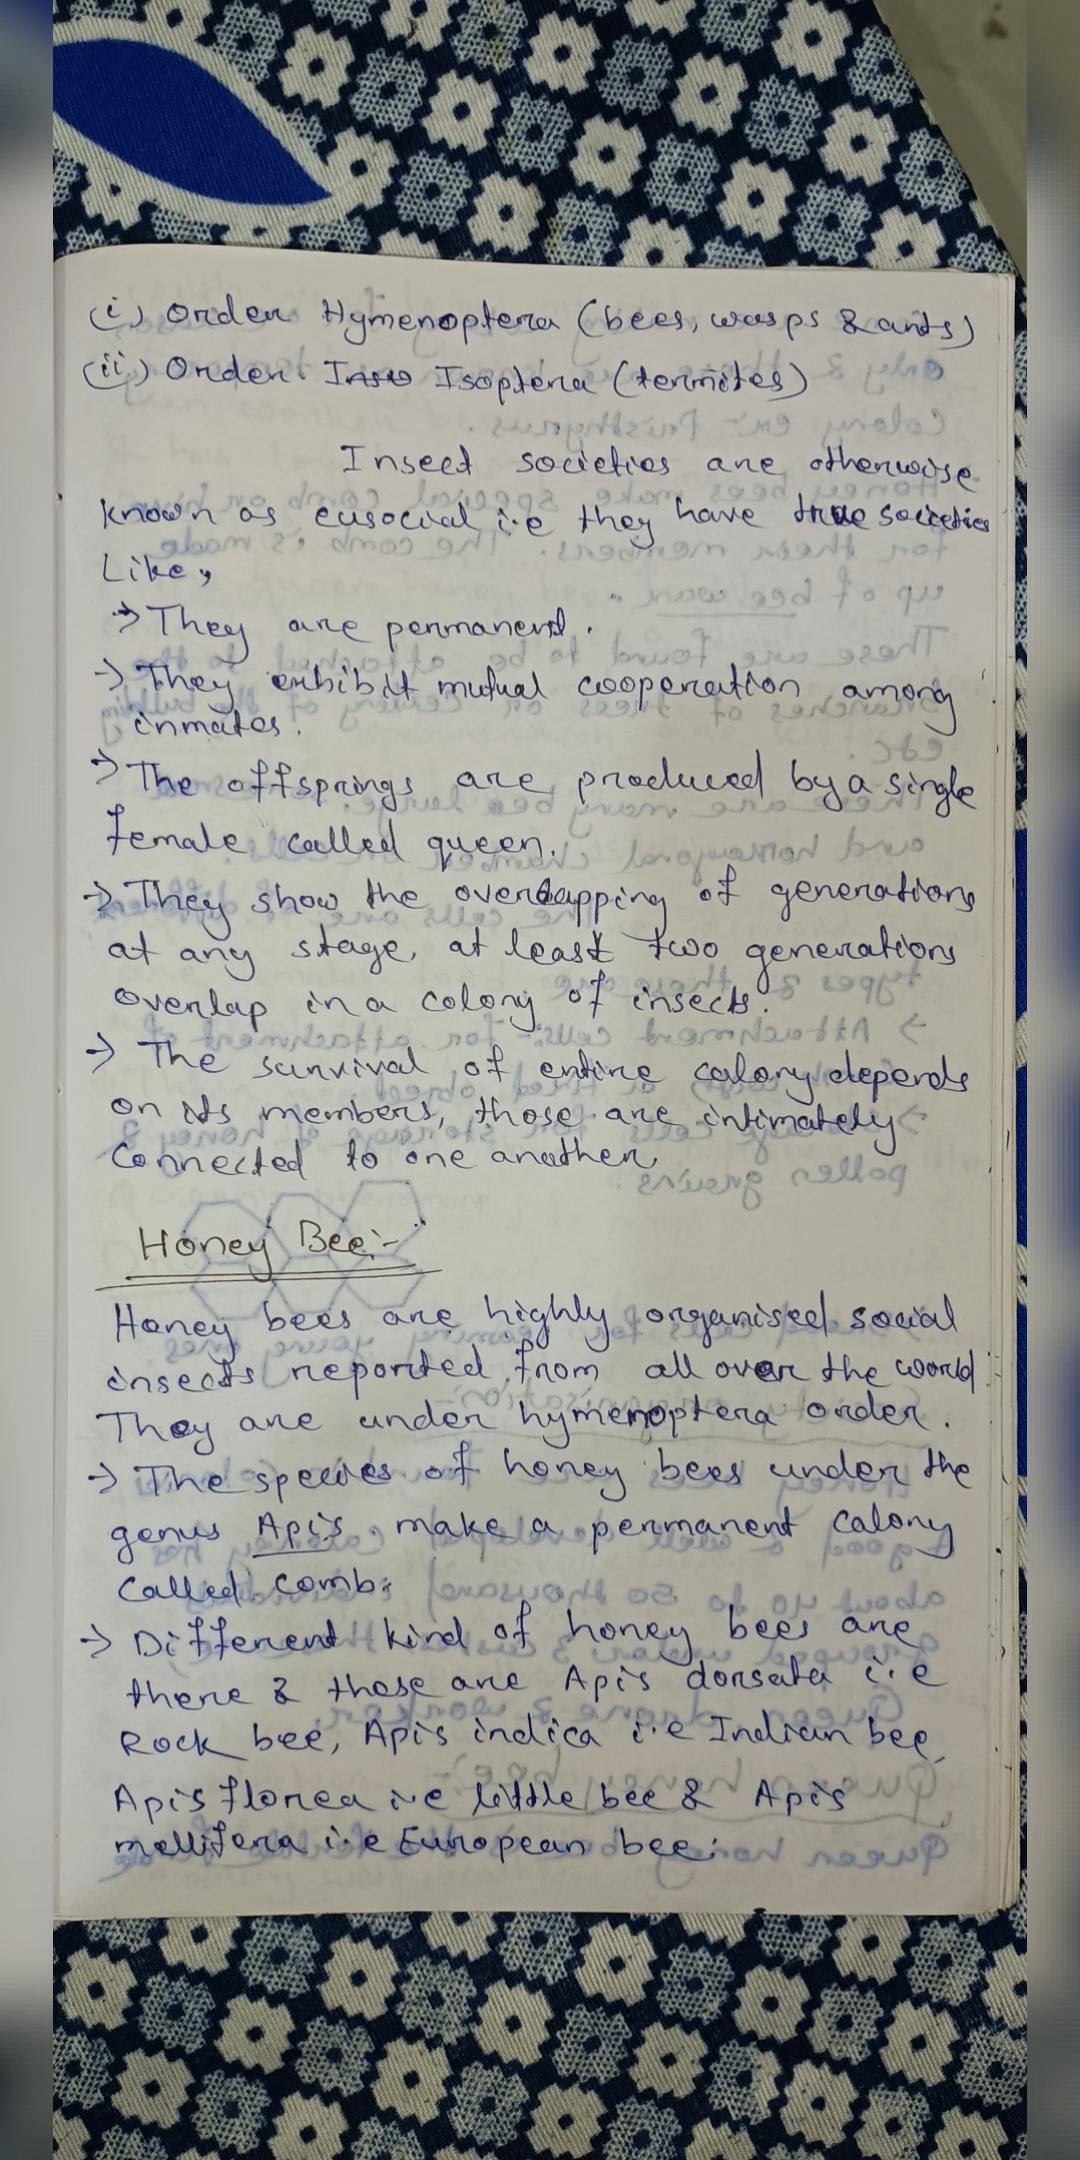 (i) Order Hymenoptera (bees, wasps & ants)
(ii) Order Isoptera (termites)
Insect societies are otherwise
known as eusocial i.e they have true societies
Like,
→ They are permanent.
→ They exhibit mutual cooperation among
inmates.
→ The offsprings are produced by a single
female called queen.
→ They show the overlapping of generations
at any stage, at least two generations
overlap in a colony of insects.
→ The survival of entire colony depends
on its members, those are intimately
connected to one another.
Honey Bee:-
Honey bees are highly organised social
insects reported from all over the world
They are under hymenoptera order.
→ The species of honey bees under the
genus Apis make a permanent colony
called comb.
→ Different kind of honey bees are
there & those are Apis dorsata i.e
Rock bee, Apis indica i.e Indian bee,
Apis florea i.e little bee & Apis
mellifera i.e European bee.